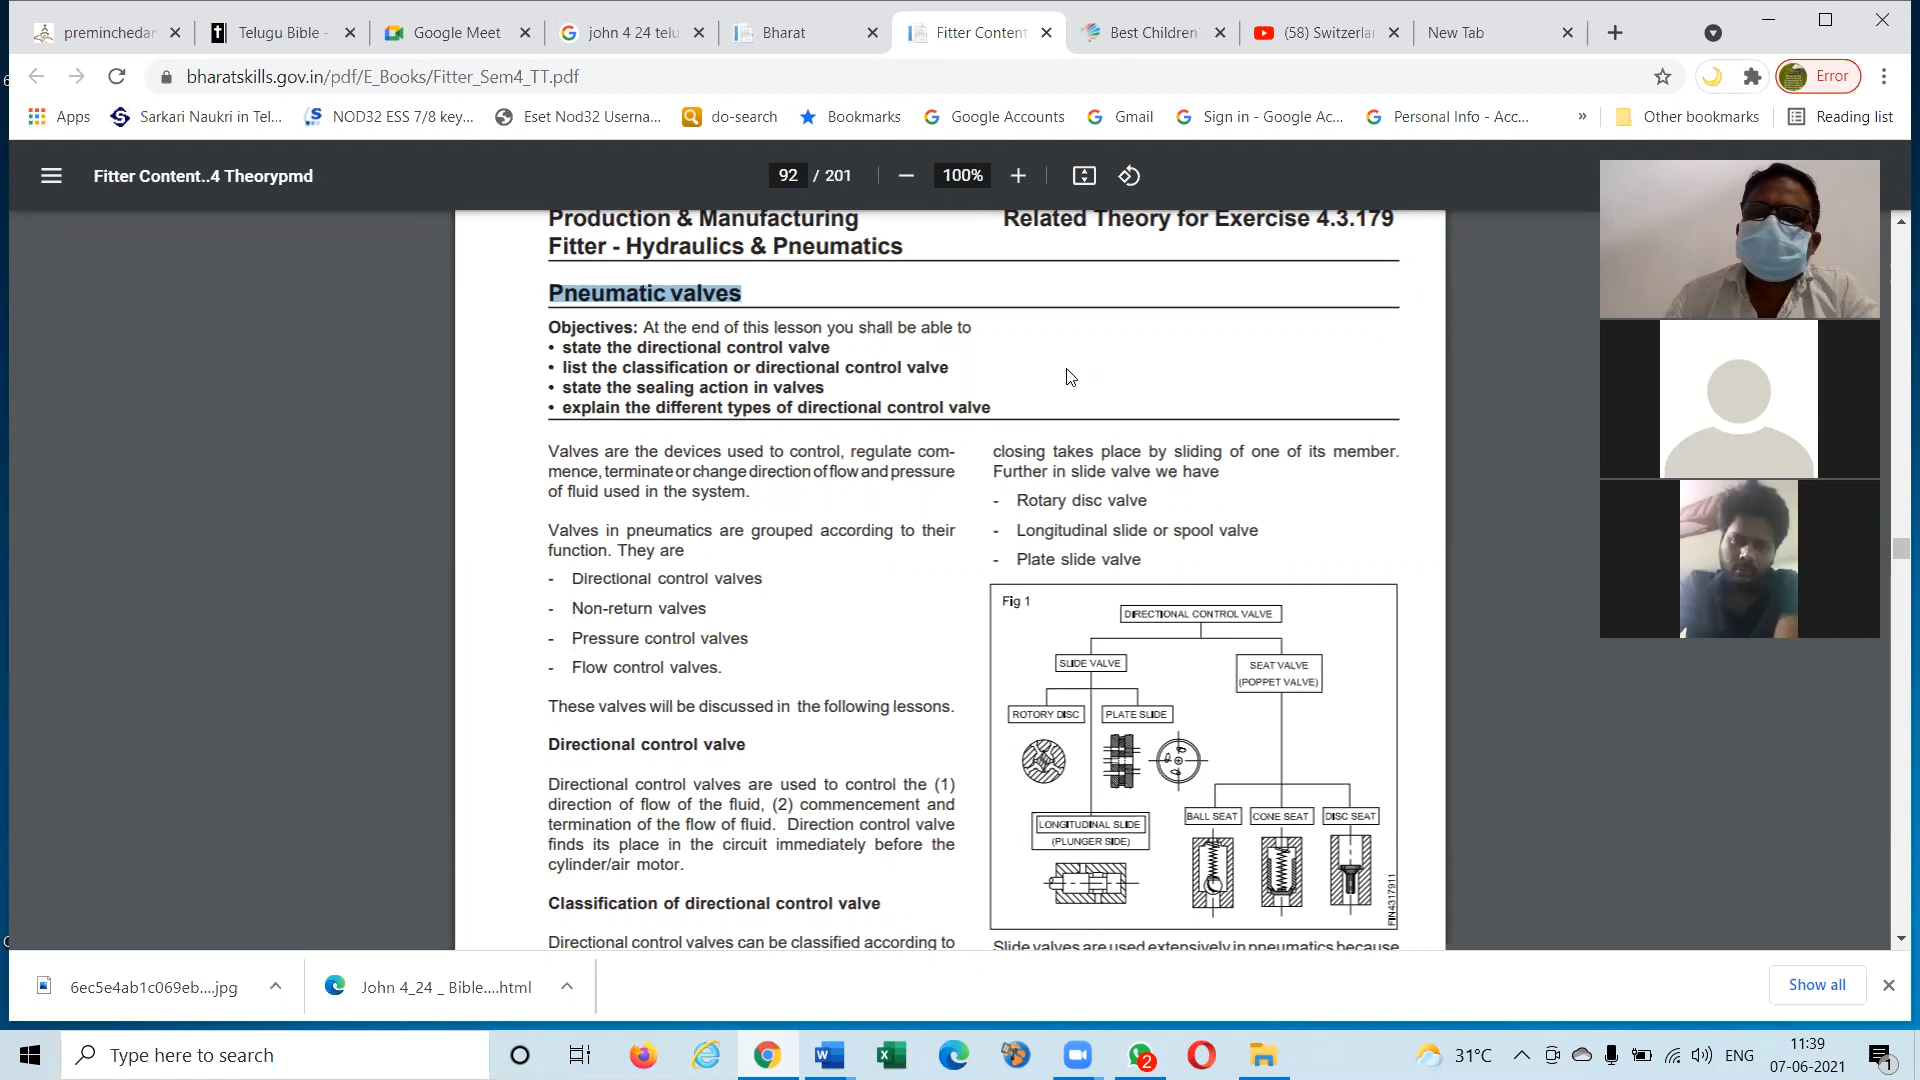 preminchedar
Telugu Bible -
Google Meet
john 4 24 telu
Bharat
Fitter Content.
Best Children
(58) Switzerlan
New Tab
bharatskills.gov.in/pdf/E_Books/Fitter_Sem4_TT.pdf
Error
Apps
Sarkari Naukri in Tel...
NOD32 ESS 7/8 key...
Eset Nod32 Userna...
do-search
Bookmarks
Google Accounts
Gmail
Sign in - Google Ac...
Personal Info - Acc...
»
Other bookmarks
Reading list
Fitter Content..4 Theorypmd
92 / 201
100%
Production & Manufacturing
Related Theory for Exercise 4.3.179
Fitter - Hydraulics & Pneumatics
Pneumatic valves
Objectives: At the end of this lesson you shall be able to
• state the directional control valve
• list the classification or directional control valve
• state the sealing action in valves
• explain the different types of directional control valve
Valves are the devices used to control, regulate com-
mence, terminate or change direction of flow and pressure
of fluid used in the system.
Valves in pneumatics are grouped according to their
function. They are
- Directional control valves
- Non-return valves
- Pressure control valves
- Flow control valves.
These valves will be discussed in the following lessons.
Directional control valve
Directional control valves are used to control the (1)
direction of flow of the fluid, (2) commencement and
termination of the flow of fluid. Direction control valve
finds its place in the circuit immediately before the
cylinder/air motor.
Classification of directional control valve
Directional control valves can be classified according to
closing takes place by sliding of one of its member.
Further in slide valve we have
- Rotary disc valve
- Longitudinal slide or spool valve
- Plate slide valve
Fig 1
DIRECTIONAL CONTROL VALVE
SLIDE VALVE
SEAT VALVE
(POPPET VALVE)
ROTORY DISC
PLATE SLIDE
LONGITUDINAL SLIDE
(PLUNGER SIDE)
BALL SEAT
CONE SEAT
DISC SEAT
FIN4317911
Slide valves are used extensively in pneumatics because
6ec5e4ab1c069eb....jpg
John 4_24 _ Bible....html
Show all
Type here to search
2
31°C
ENG
11:39
07-06-2021
1